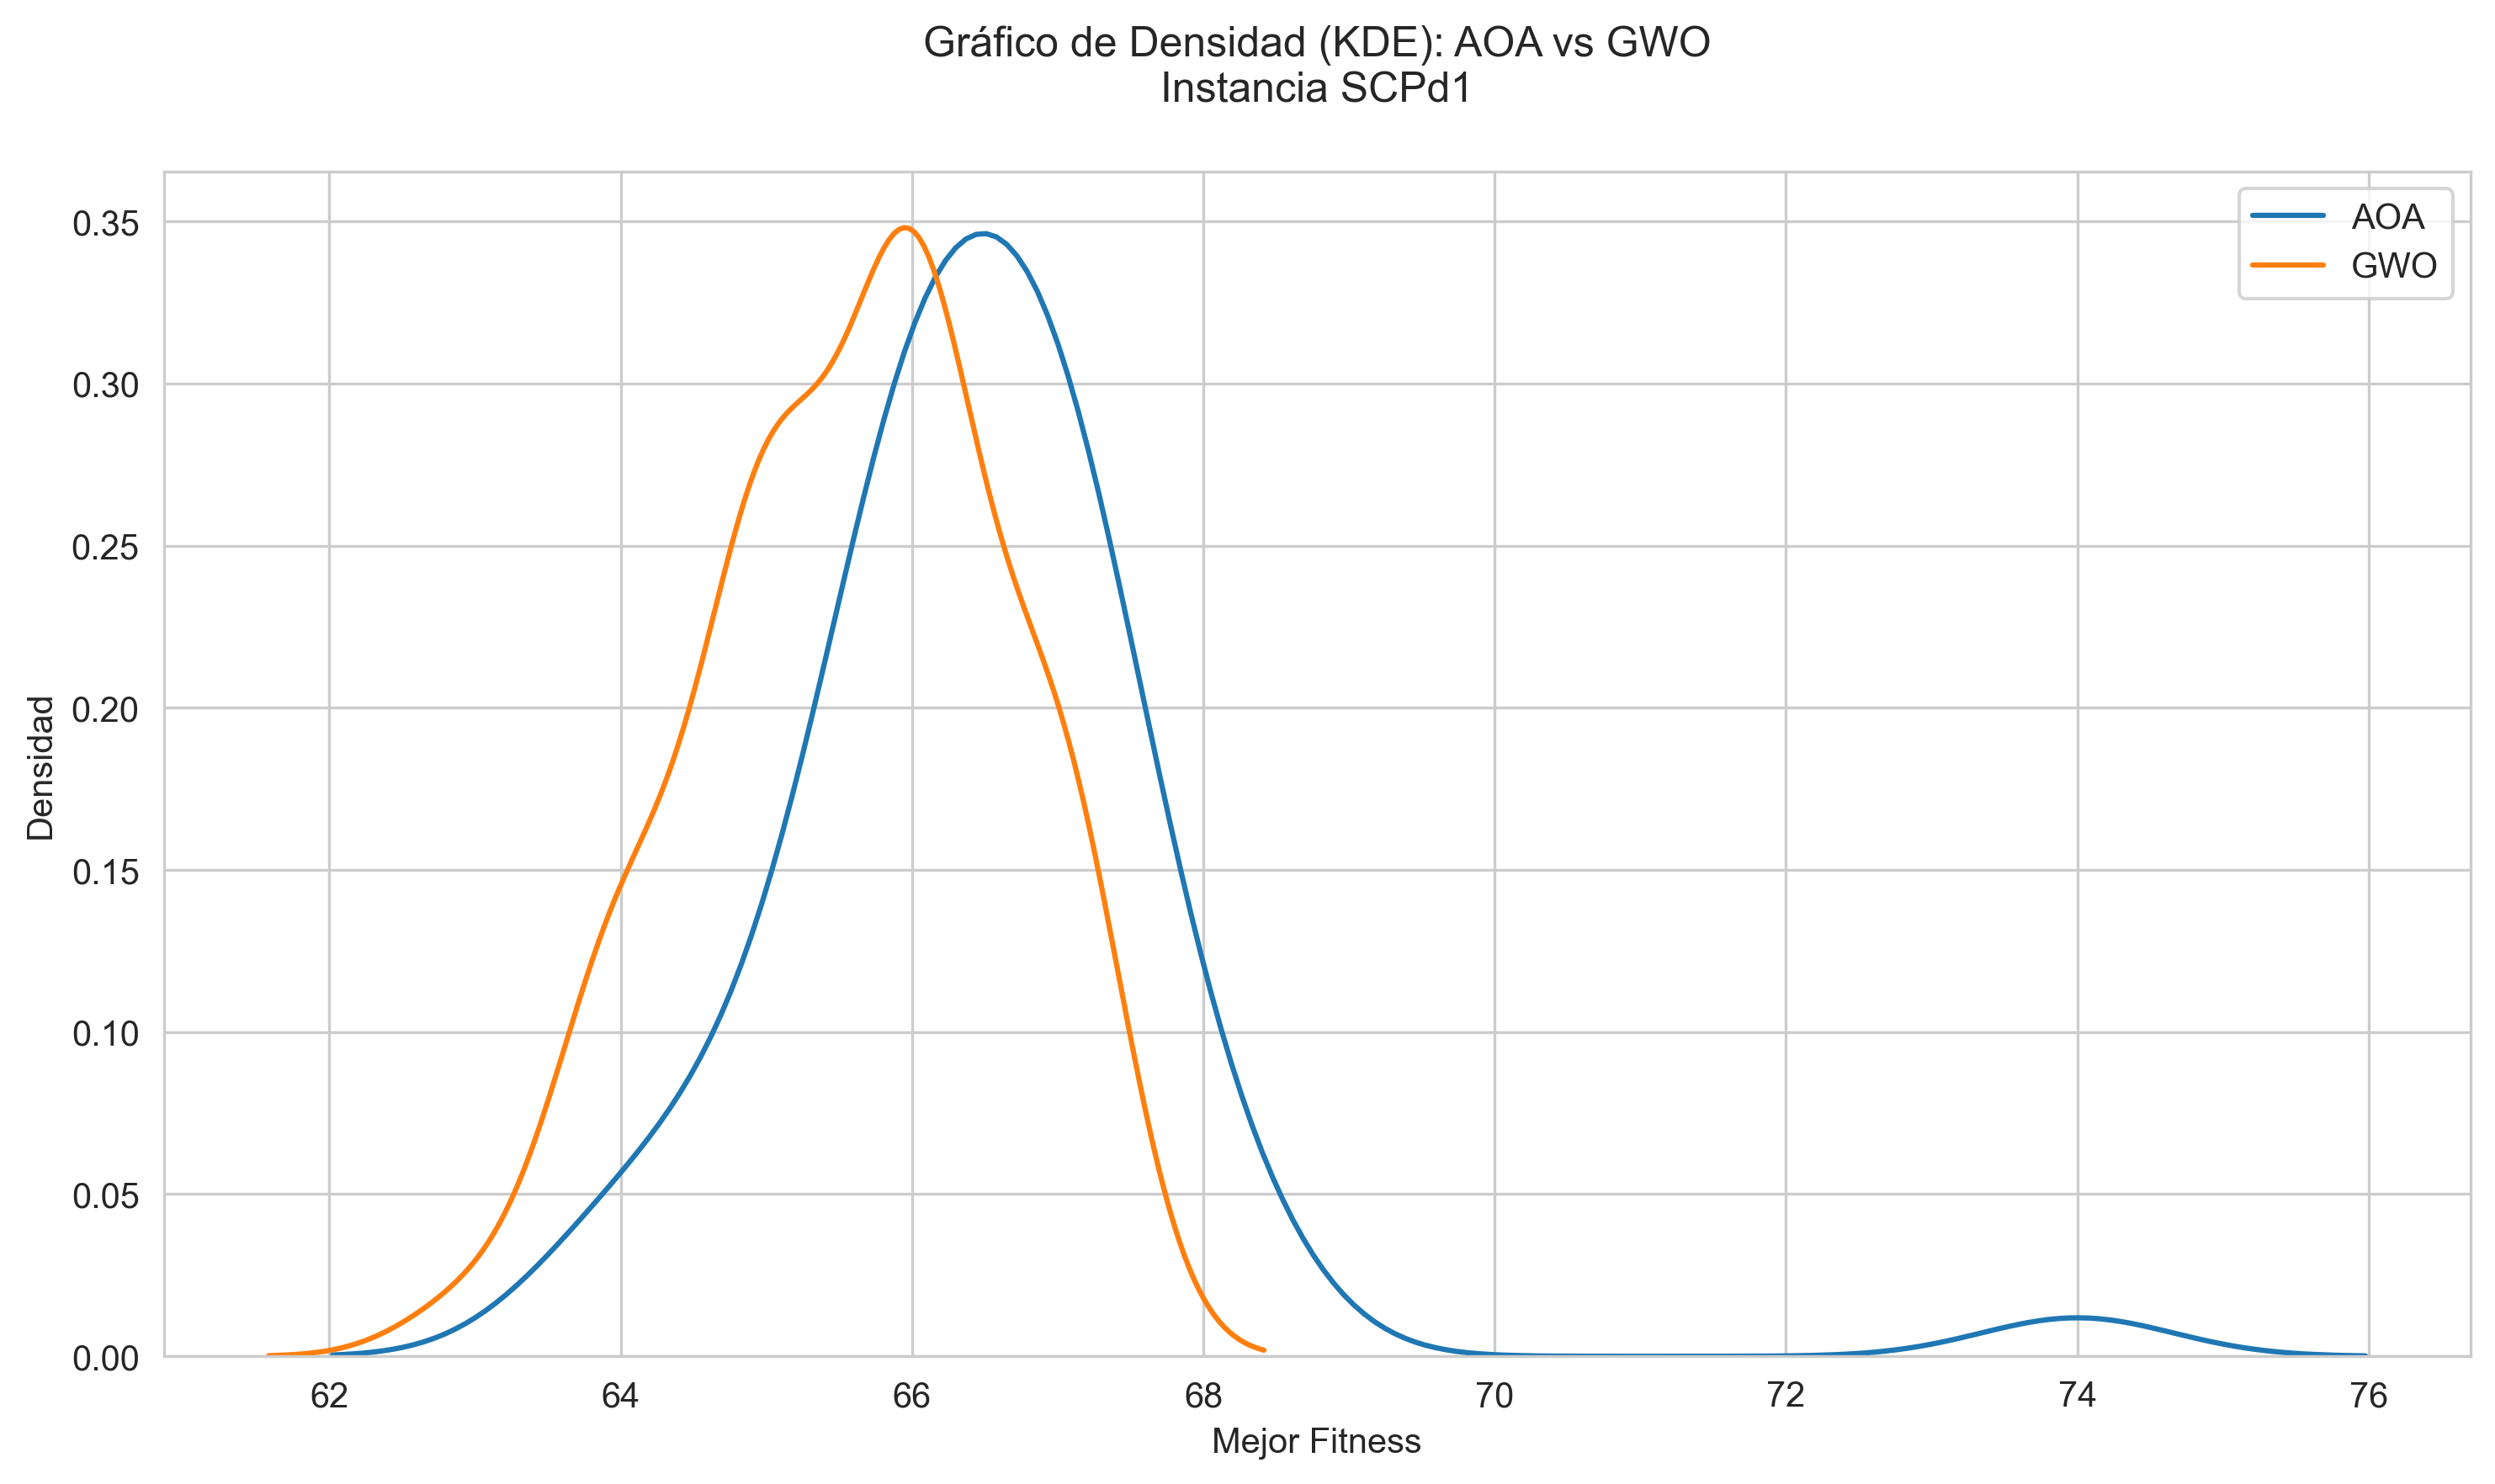 Gráfico de Densidad (KDE): AOA vs GWO
Instancia SCPd1
AOA
GWO
0.35
0.30
0.25
0.20
0.15
0.10
0.05
0.00
Densidad
62 64 66 68 70 72 74 76
Mejor Fitness